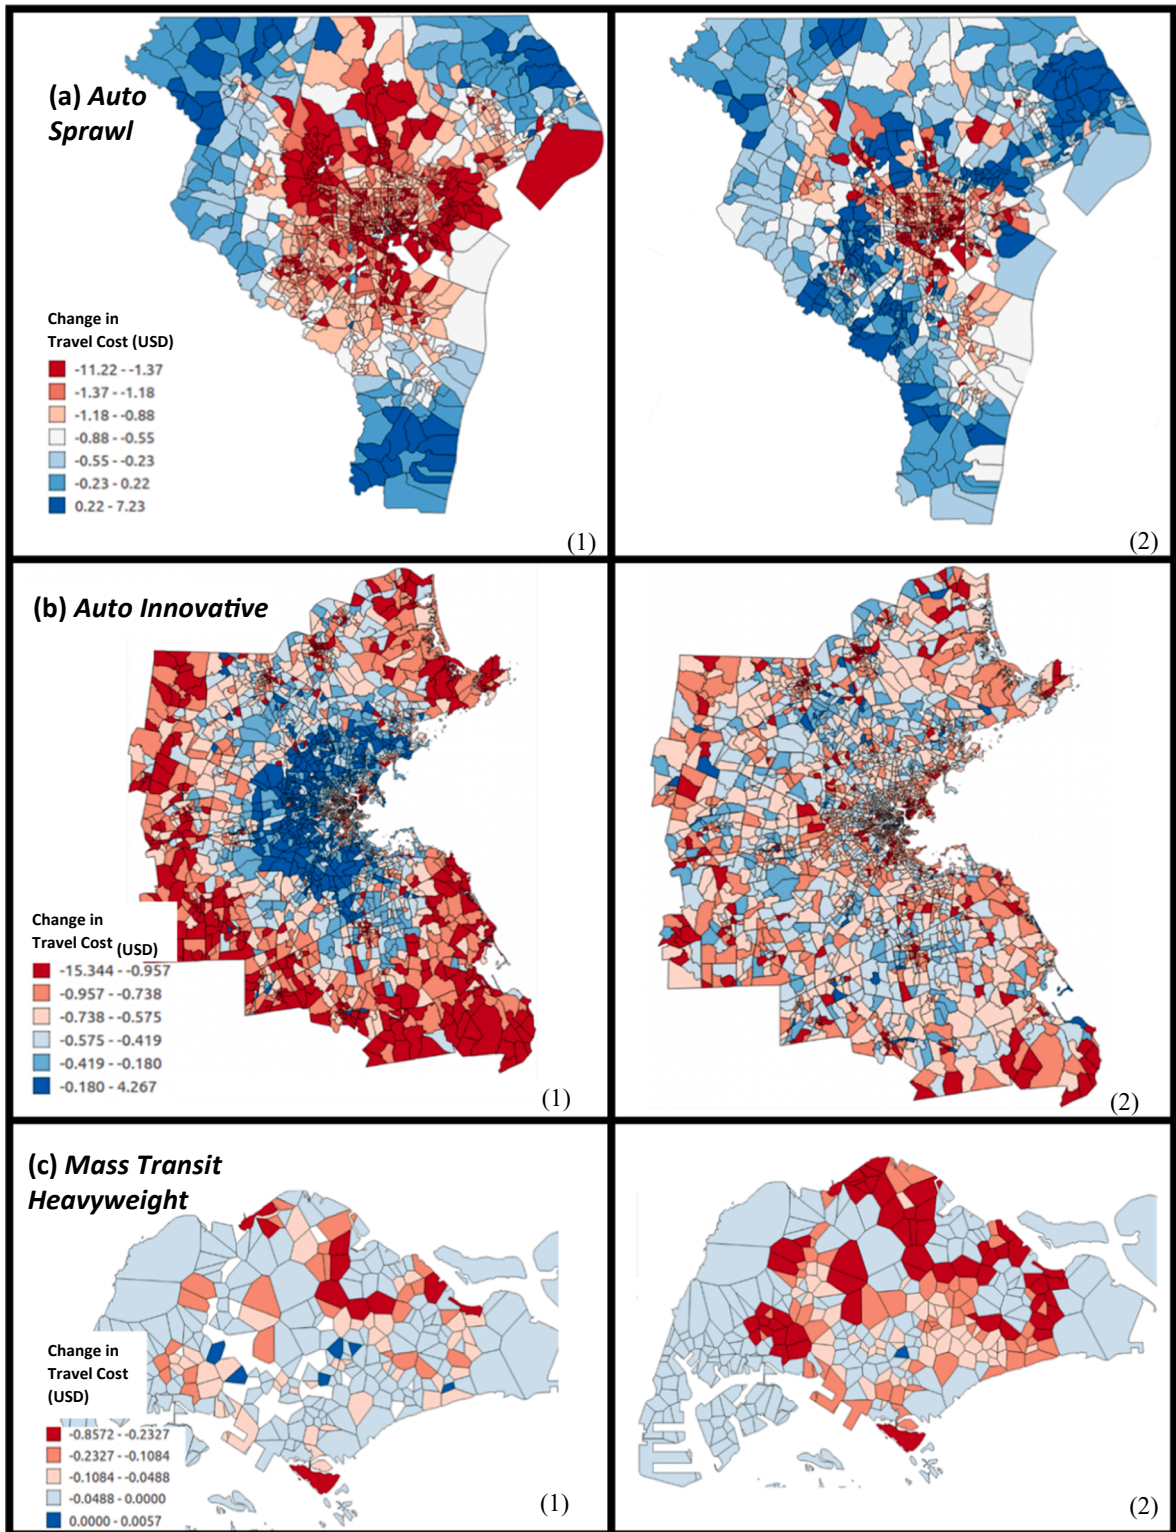 (a) Auto
Sprawl
Change in
Travel Cost (USD)
-11.22 - -1.37
-1.37 - -1.18
-1.18 - -0.88
-0.88 - -0.55
-0.55 - -0.23
-0.23 - 0.22
0.22 - 7.23
(1)
(2)
(b) Auto Innovative
Change in
Travel Cost (USD)
-15.344 - -0.957
-0.957 - -0.738
-0.738 - -0.575
-0.575 - -0.419
-0.419 - -0.180
-0.180 - 4.267
(1)
(2)
(c) Mass Transit
Heavyweight
Change in
Travel Cost
(USD)
-0.8572 - -0.2327
-0.2327 - -0.1084
-0.1084 - -0.0488
-0.0488 - 0.0000
0.0000 - 0.0057
(1)
(2)